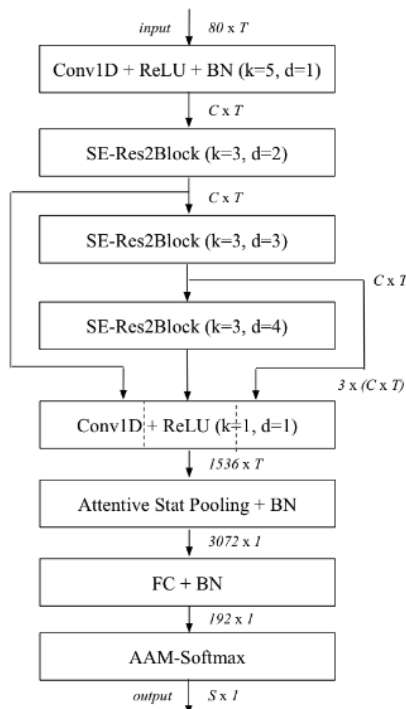 input 80 x T
Conv1D + ReLU + BN (k=5, d=1)
C x T
SE-Res2Block (k=3, d=2)
C x T
SE-Res2Block (k=3, d=3)
C x T
SE-Res2Block (k=3, d=4)
3 x (C x T)
Conv1D + ReLU (k=1, d=1)
1536 x T
Attentive Stat Pooling + BN
3072 x 1
FC + BN
192 x 1
AAM-Softmax
output S x 1